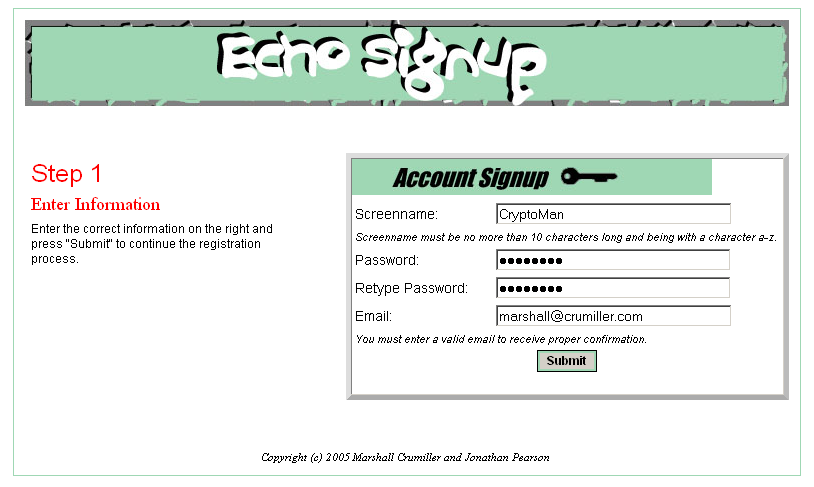 Echo Signup
Step 1
Enter Information
Enter the correct information on the right and
press "Submit" to continue the registration
process.
Account Signup
Screenname: CryptoMan
Screenname must be no more than 10 characters long and being with a character a-z.
Password: ●●●●●●●●
Retype Password: ●●●●●●●●
Email: marshall@crumiller.com
You must enter a valid email to receive proper confirmation.
Submit
Copyright (c) 2005 Marshall Crumiller and Jonathan Pearson